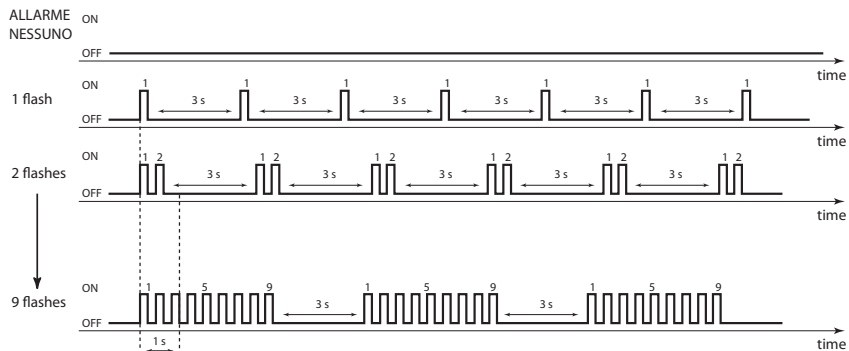 ALLARME
NESSUNO
ON
OFF
time
1 flash
ON
OFF
1 3 s 1 3 s 1 3 s 1 3 s 1 3 s 1 3 s 1
time
2 flashes
ON
OFF
1 2 3 s 1 2 3 s 1 2 3 s 1 2 3 s 1 2 3 s 1 2
time
9 flashes
ON
OFF
1 5 9 3 s 1 5 9 3 s 1 5 9
time
1 s